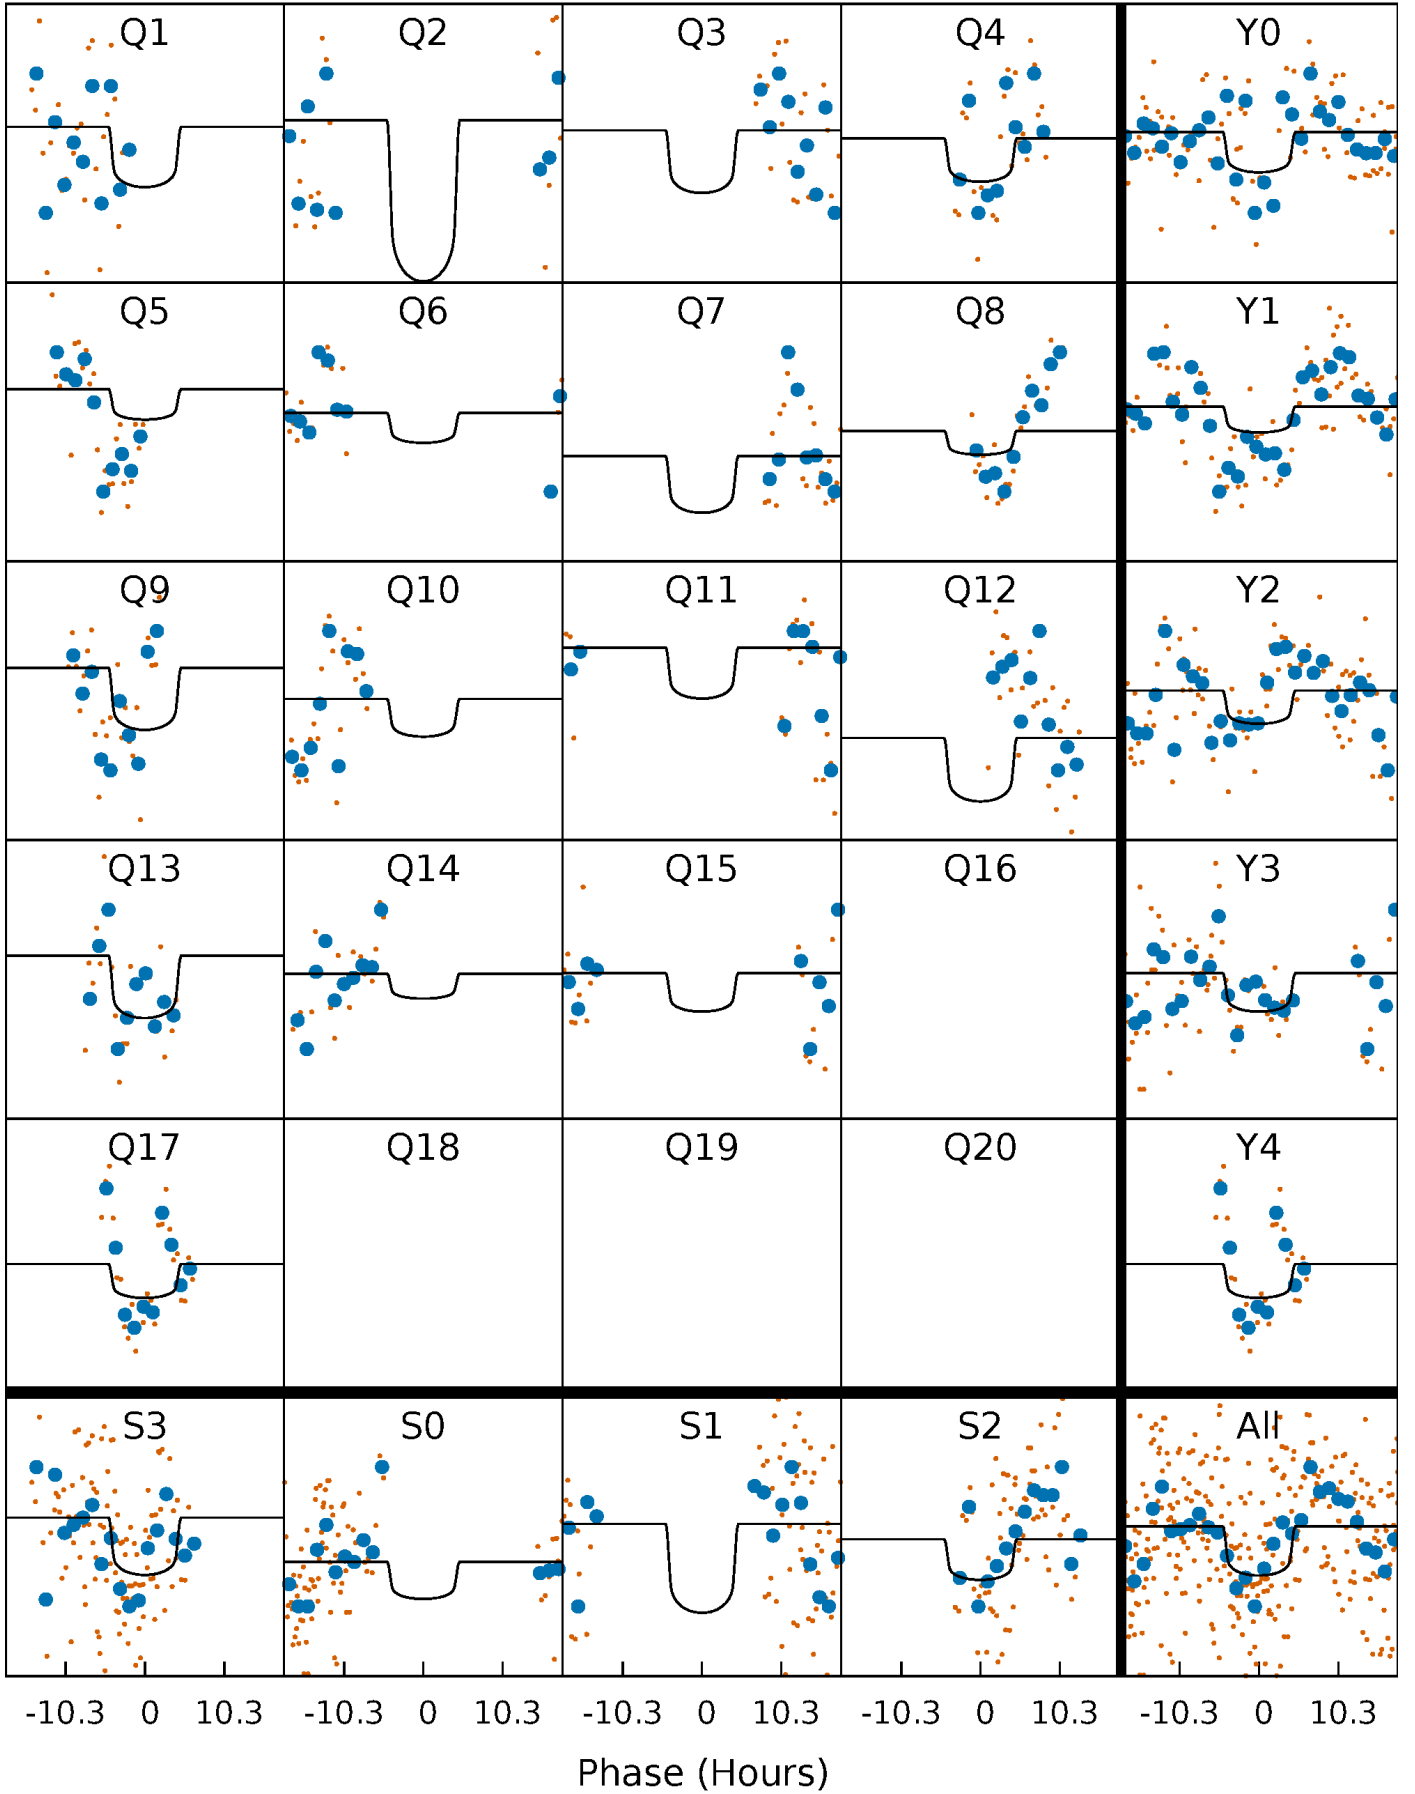 Q1 Q2 Q3 Q4 Y0
Q5 Q6 Q7 Q8 Y1
Q9 Q10 Q11 Q12 Y2
Q13 Q14 Q15 Q16 Y3
Q17 Q18 Q19 Q20 Y4
S3 S0 S1 S2 All
-10.3 0 10.3 -10.3 0 10.3 -10.3 0 10.3 -10.3 0 10.3 -10.3 0 10.3
Phase (Hours)